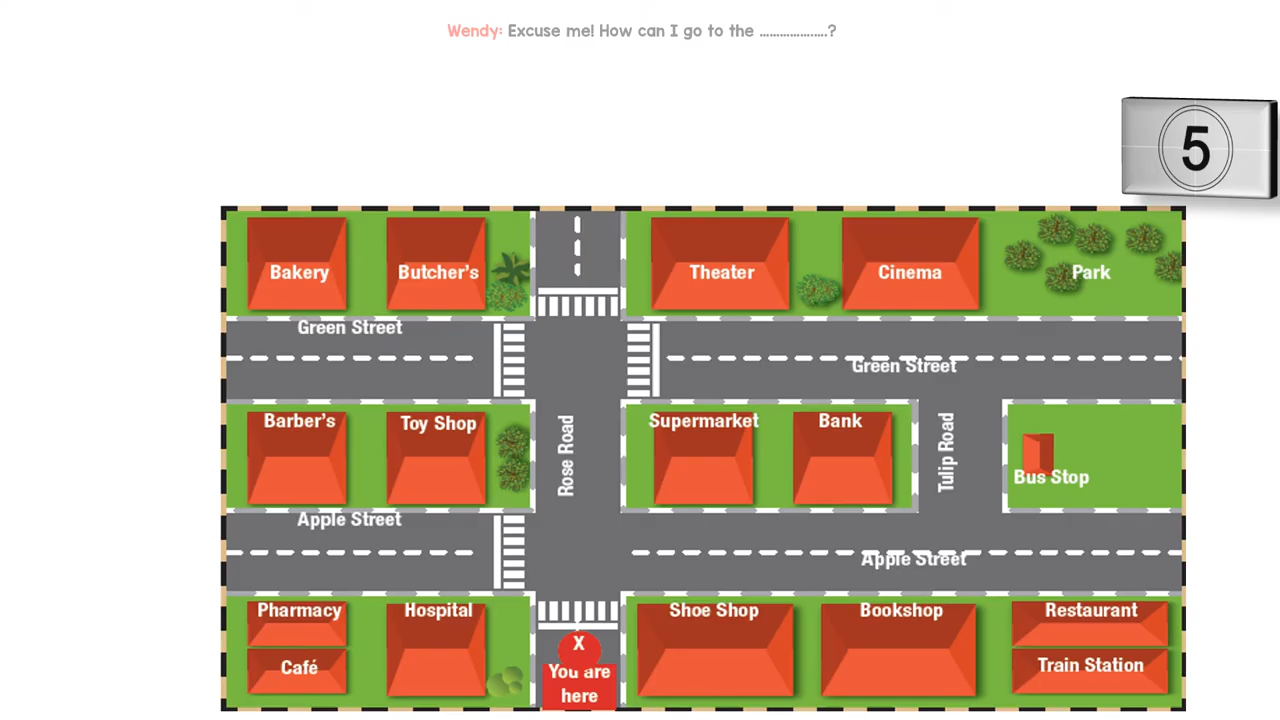 Wendy: Excuse me! How can I go to the ....................?
5
Bakery
Butcher's
Theater
Cinema
Park
Green Street
Green Street
Barber's
Toy Shop
Rose Road
Supermarket
Bank
Tulip Road
Bus Stop
Apple Street
Apple Street
Pharmacy
Hospital
Shoe Shop
Bookshop
Restaurant
Café
Train Station
X
You are
here